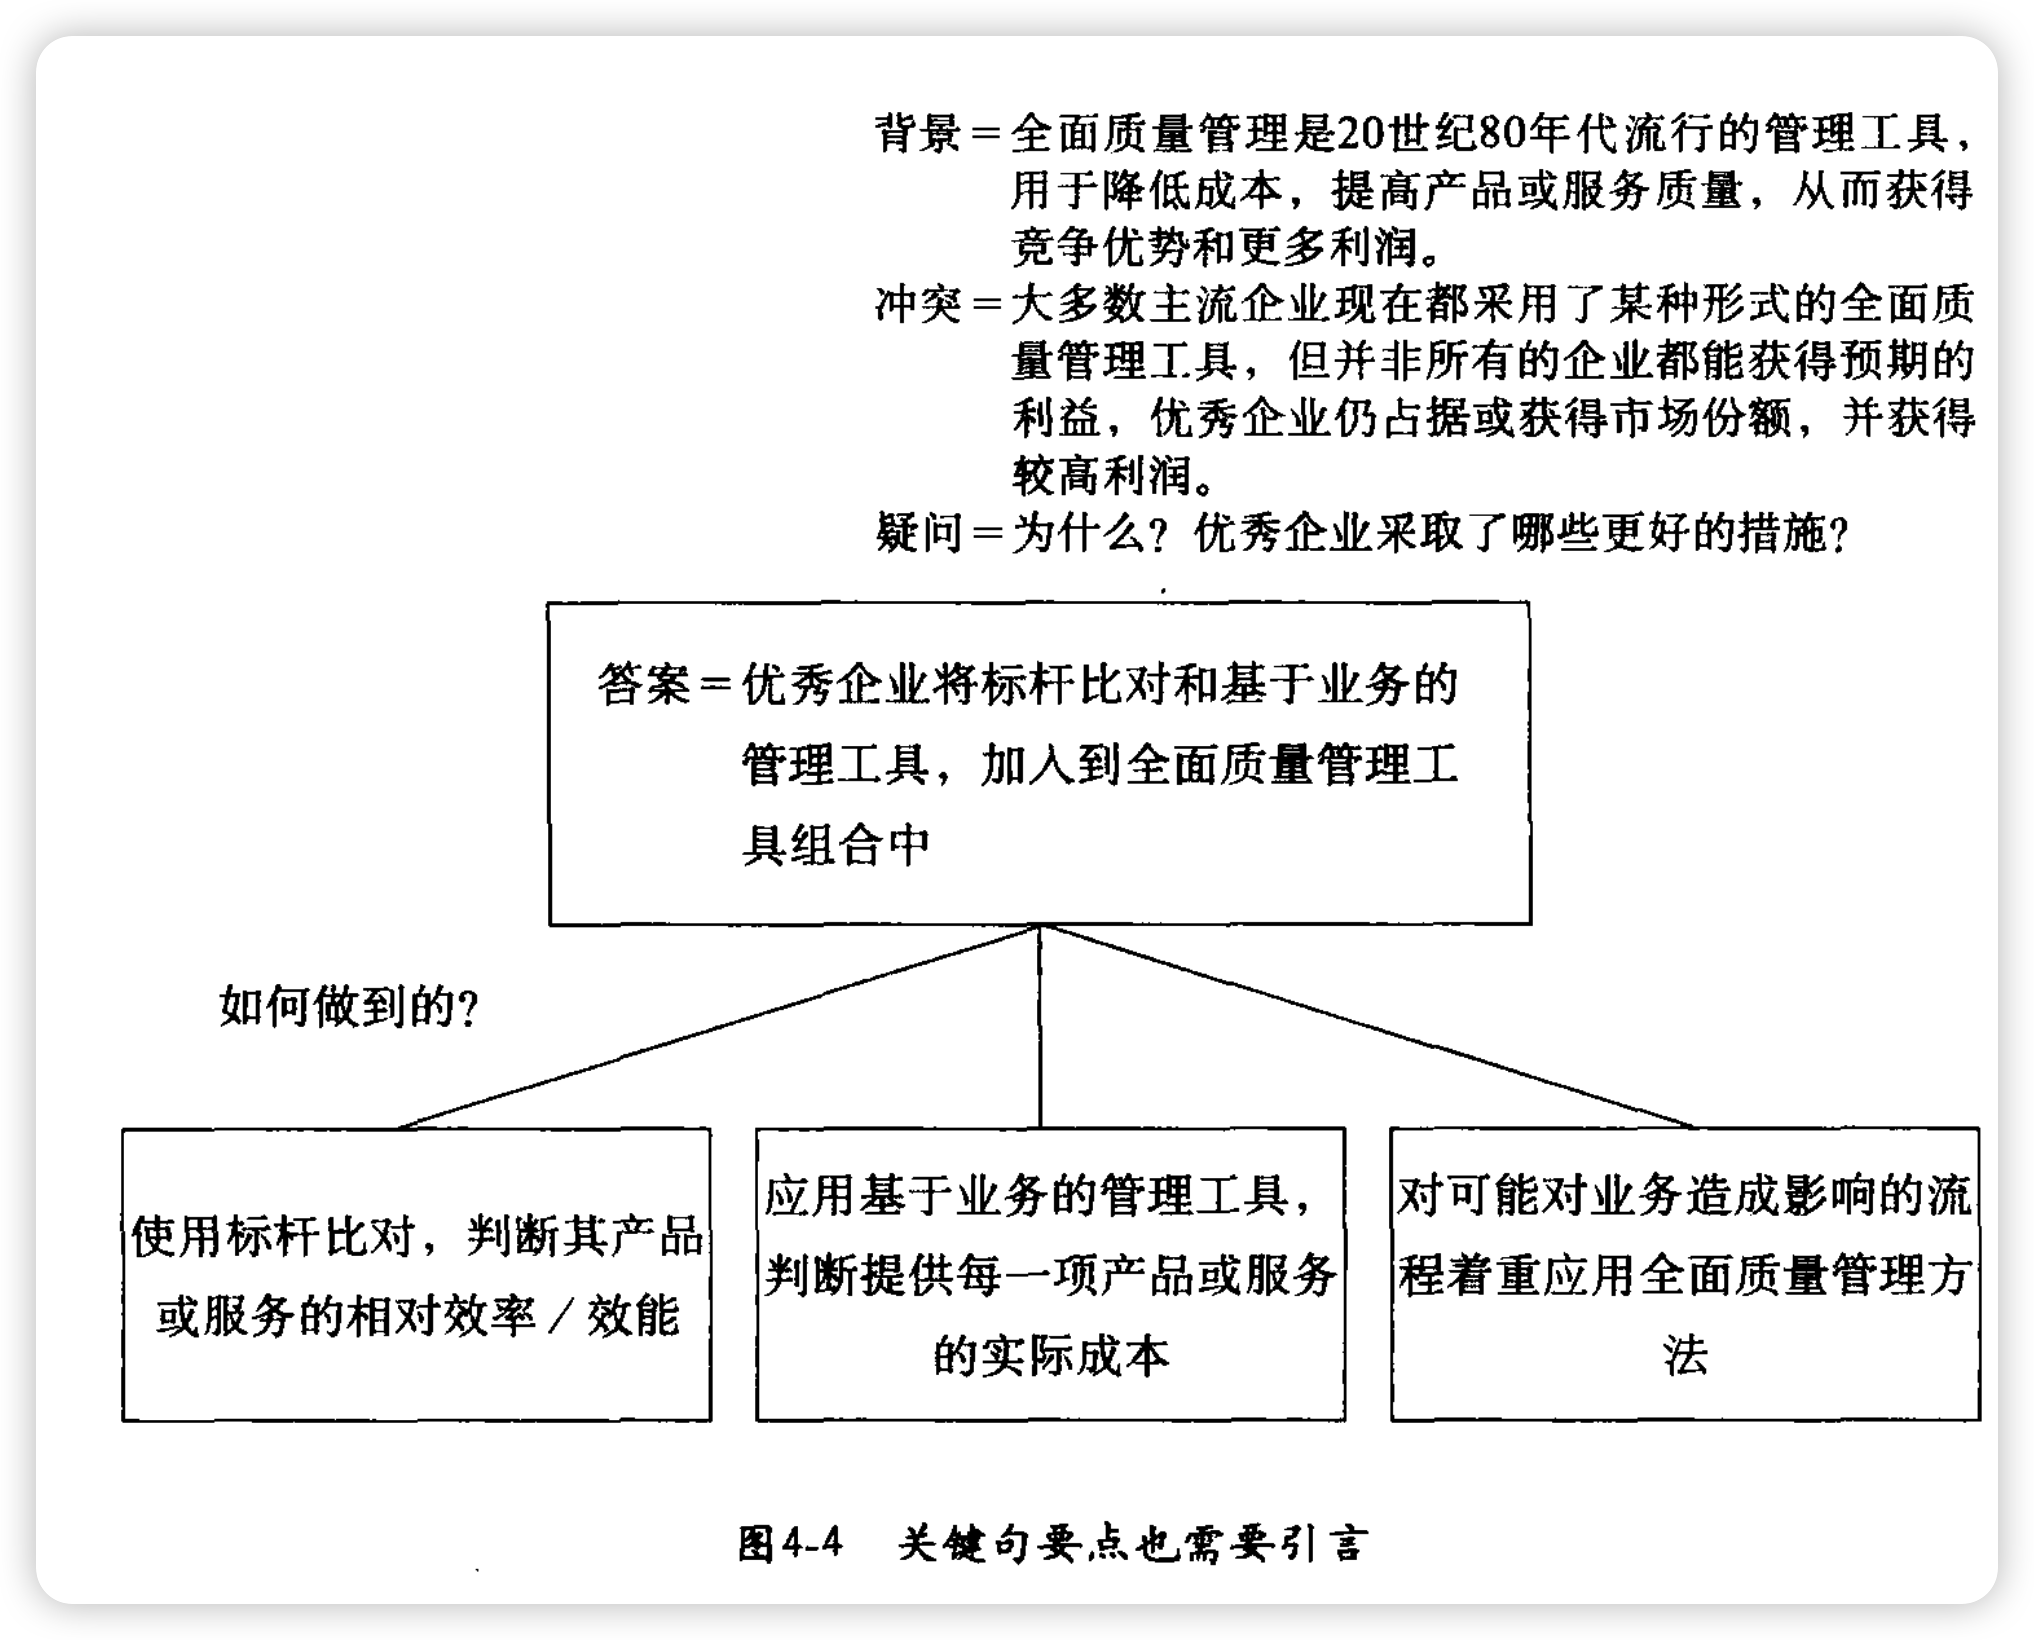 背景＝全面质量管理是20世纪80年代流行的管理工具，
用于降低成本，提高产品或服务质量，从而获得
竞争优势和更多利润。
冲突＝大多数主流企业现在都采用了某种形式的全面质
量管理工具，但并非所有的企业都能获得预期的
利益，优秀企业仍占据或获得市场份额，并获得
较高利润。
疑问＝为什么？优秀企业采取了哪些更好的措施？
答案＝优秀企业将标杆比对和基于业务的
管理工具，加入到全面质量管理工
具组合中
如何做到的？
使用标杆比对，判断其产品
或服务的相对效率／效能
应用基于业务的管理工具，
判断提供每一项产品或服务
的实际成本
对可能对业务造成影响的流
程着重应用全面质量管理方
法
图4-4　关键句要点也需要引言